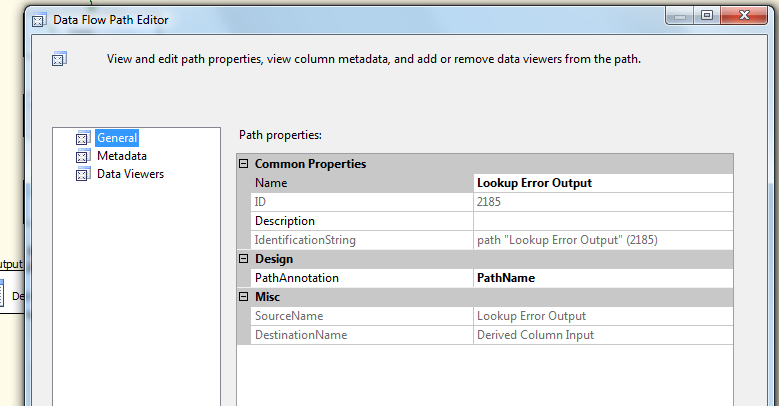 Data Flow Path Editor
View and edit path properties, view column metadata, and add or remove data viewers from the path.
General
Metadata
Data Viewers
Path properties:
Common Properties
Name Lookup Error Output
ID 2185
Description
IdentificationString path "Lookup Error Output" (2185)
Design
PathAnnotation PathName
Misc
SourceName Lookup Error Output
DestinationName Derived Column Input
utput
De